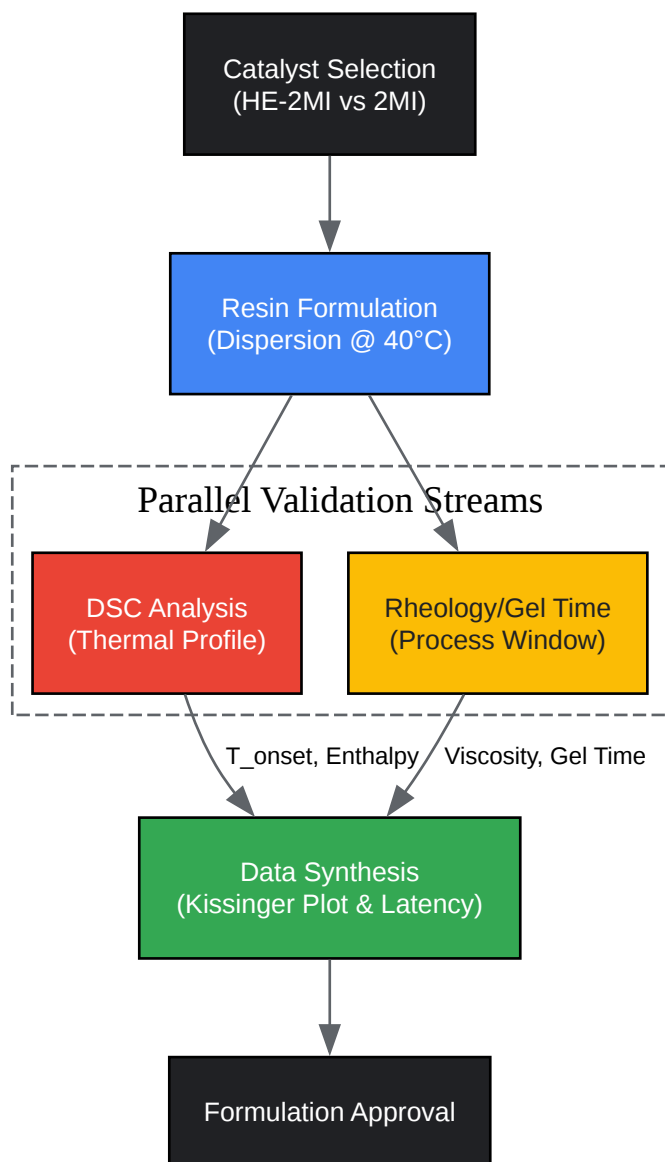 Catalyst Selection
(HE-2MI vs 2MI)
Resin Formulation
(Dispersion @ 40°C)
Parallel Validation Streams
DSC Analysis
(Thermal Profile)
Rheology/Gel Time
(Process Window)
T_onset, Enthalpy
Viscosity, Gel Time
Data Synthesis
(Kissinger Plot & Latency)
Formulation Approval